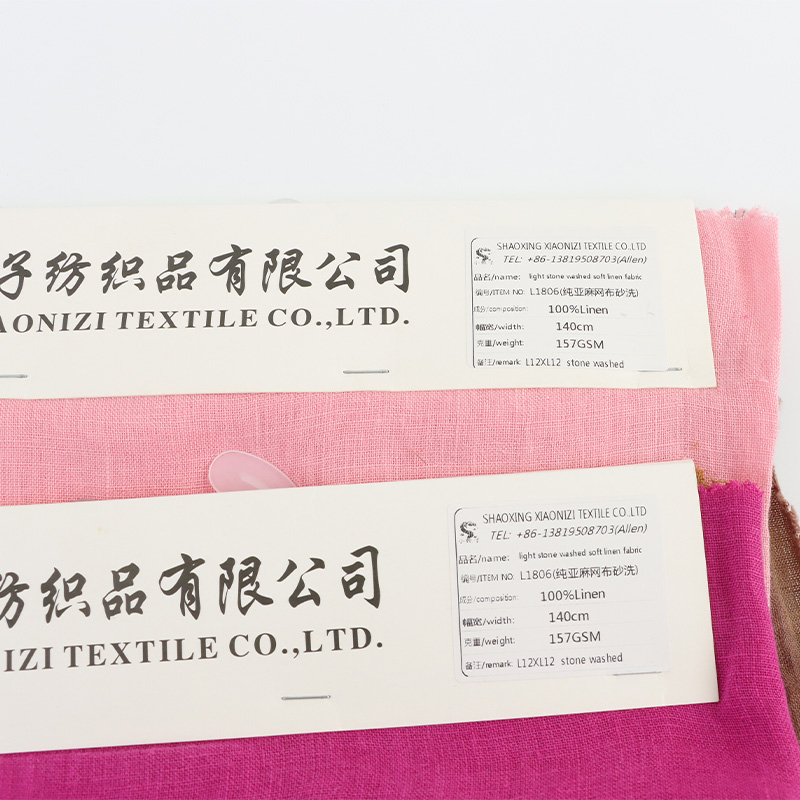 子纺织品有限公司
AONIZI TEXTILE CO.,LTD.
SHAOXING XIAONIZI TEXTILE CO.,LTD
TEL: +86-13819508703(Allen)
品名/name: light stone washed soft linen fabric
编号/ITEM NO: L1806(纯亚麻网布砂洗)
成分/composition: 100%Linen
幅宽/width: 140cm
克重/weight: 157GSM
备注/remark: L12XL12 stone washed
纺织品有限公司
NIZI TEXTILE CO.,LTD.
SHAOXING XIAONIZI TEXTILE CO.,LTD
TEL: +86-13819508703(Allen)
品名/name: light stone washed soft linen fabric
编号/ITEM NO: L1806(纯亚麻网布砂洗)
成分/composition: 100%Linen
幅宽/width: 140cm
克重/weight: 157GSM
备注/remark: L12XL12 stone washed